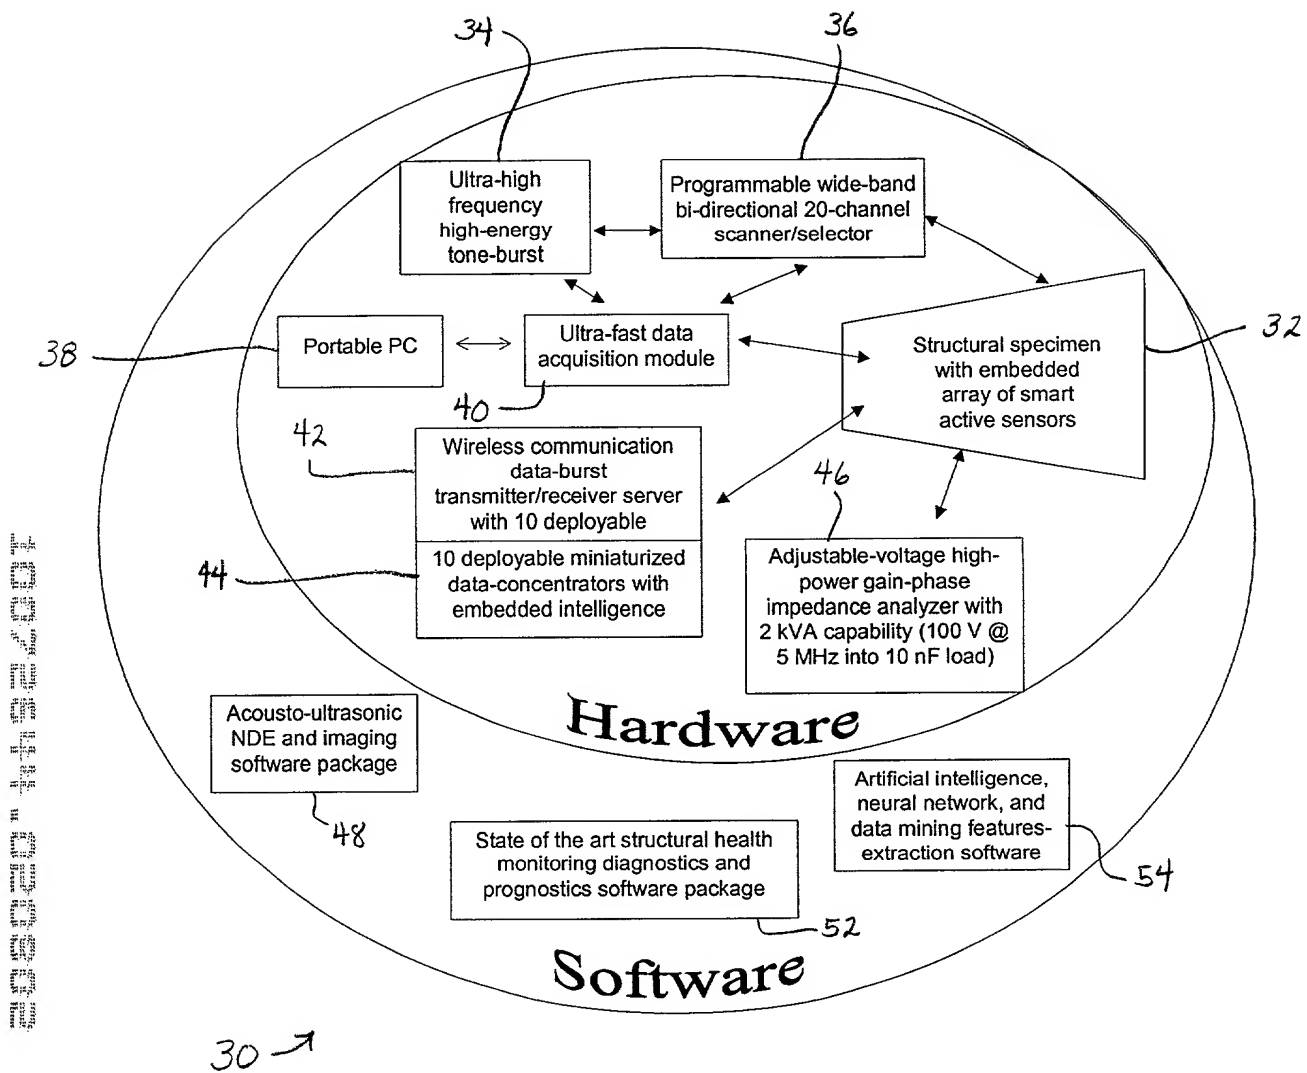 34
36
Ultra-high
frequency
high-energy
tone-burst
Programmable wide-band
bi-directional 20-channel
scanner/selector
38
Portable PC
Ultra-fast data
acquisition module
40
Structural specimen
with embedded
array of smart
active sensors
32
42
Wireless communication
data-burst
transmitter/receiver server
with 10 deployable
44
10 deployable miniaturized
data-concentrators with
embedded intelligence
46
Adjustable-voltage high-
power gain-phase
impedance analyzer with
2 kVA capability (100 V @
5 MHz into 10 nF load)
Hardware
Acousto-ultrasonic
NDE and imaging
software package
48
State of the art structural health
monitoring diagnostics and
prognostics software package
52
Artificial intelligence,
neural network, and
data mining features-
extraction software
54
Software
30